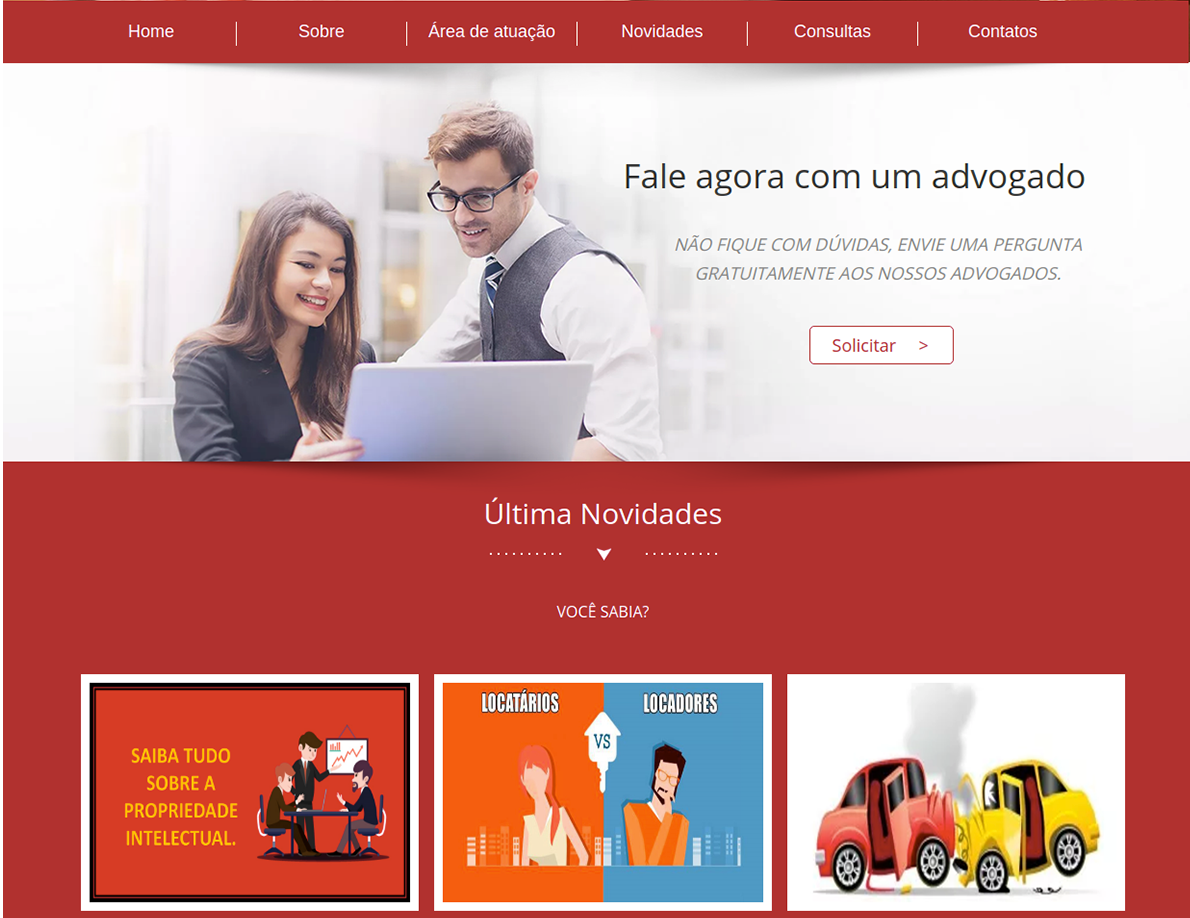 Home
Sobre
Área de atuação
Novidades
Consultas
Contatos
Fale agora com um advogado
NÃO FIQUE COM DÚVIDAS, ENVIE UMA PERGUNTA
GRATUITAMENTE AOS NOSSOS ADVOGADOS.
Solicitar >
Última Novidades
VOCÊ SABIA?
SAIBA TUDO
SOBRE A
PROPRIEDADE
INTELECTUAL.
LOCATÁRIOS
LOCADORES
VS